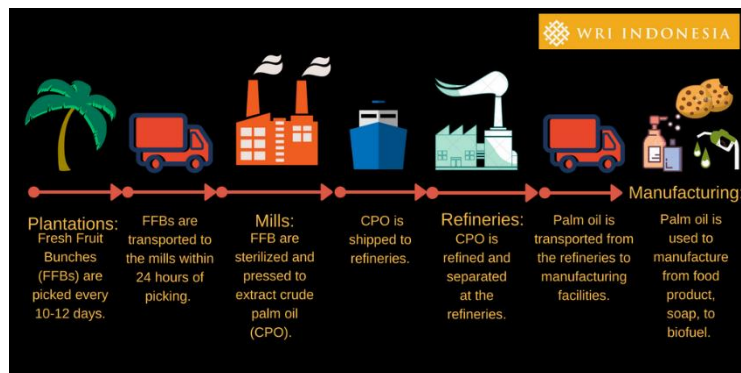 WRI INDONESIA
Plantations:
Fresh Fruit
Bunches
(FFBs) are
picked every
10-12 days.
FFBs are
transported to
the mills within
24 hours of
picking.
Mills:
FFB are
sterilized and
pressed to
extract crude
palm oil
(CPO).
CPO is
shipped to
refineries.
Refineries:
CPO is
refined and
separated
at the
refineries.
Palm oil is
transported from
the refineries to
manufacturing
facilities.
Manufacturing:
Palm oil is
used to
manufacture
from food
product,
soap, to
biofuel.